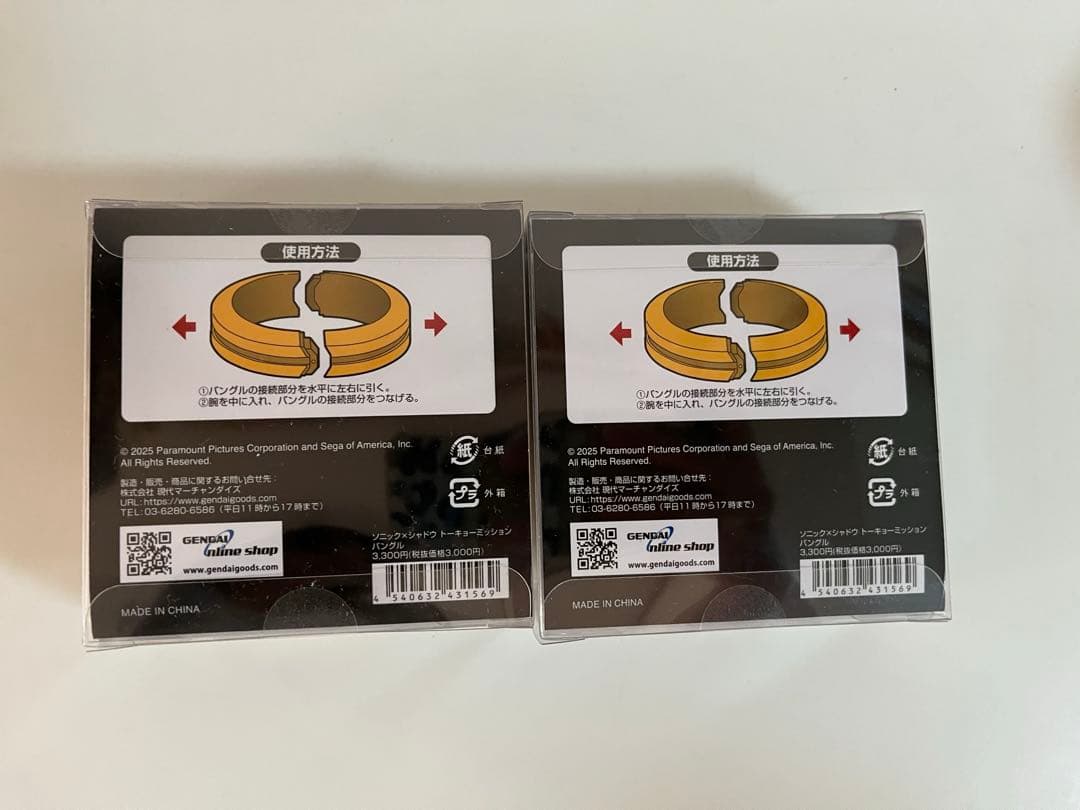 使用方法
①バングルの接続部分を水平に左右に引く。
②腕を中に入れ、バングルの接続部分をつなげる。
© 2025 Paramount Pictures Corporation and Sega of America, Inc.
All Rights Reserved.
紙 台紙
製造・販売・商品に関するお問い合せ先：
株式会社 現代マーチャンダイズ
URL:https://www.gendaigoods.com
TEL:03-6280-6586（平日11時から17時まで）
プラ 外箱
GENDAI
Online shop
www.gendaigoods.com
ソニック×シャドウ トーキョーミッション
バングル
3,300円(税抜価格3,000円)
4 540632 431569
MADE IN CHINA
使用方法
①バングルの接続部分を水平に左右に引く。
②腕を中に入れ、バングルの接続部分をつなげる。
© 2025 Paramount Pictures Corporation and Sega of America, Inc.
All Rights Reserved.
紙 台紙
製造・販売・商品に関するお問い合せ先：
株式会社 現代マーチャンダイズ
URL:https://www.gendaigoods.com
TEL:03-6280-6586（平日11時から17時まで）
プラ 外箱
GENDAI
Online shop
www.gendaigoods.com
ソニック×シャドウ トーキョーミッション
バングル
3,300円(税抜価格3,000円)
4 540632 431569
MADE IN CHINA